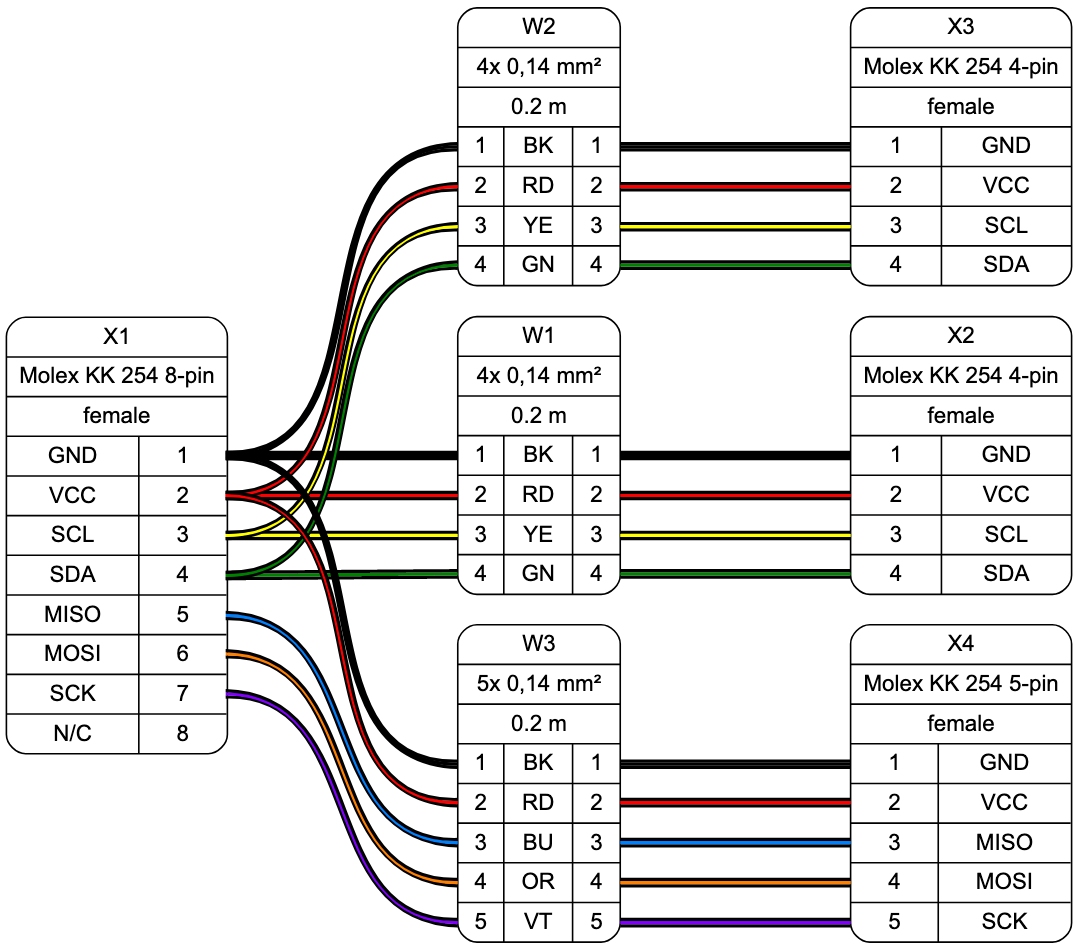 X1
Molex KK 254 8-pin
female
GND 1
VCC 2
SCL 3
SDA 4
MISO 5
MOSI 6
SCK 7
N/C 8
W2
4x 0,14 mm²
0.2 m
1 BK 1
2 RD 2
3 YE 3
4 GN 4
W1
4x 0,14 mm²
0.2 m
1 BK 1
2 RD 2
3 YE 3
4 GN 4
W3
5x 0,14 mm²
0.2 m
1 BK 1
2 RD 2
3 BU 3
4 OR 4
5 VT 5
X3
Molex KK 254 4-pin
female
1 GND
2 VCC
3 SCL
4 SDA
X2
Molex KK 254 4-pin
female
1 GND
2 VCC
3 SCL
4 SDA
X4
Molex KK 254 5-pin
female
1 GND
2 VCC
3 MISO
4 MOSI
5 SCK